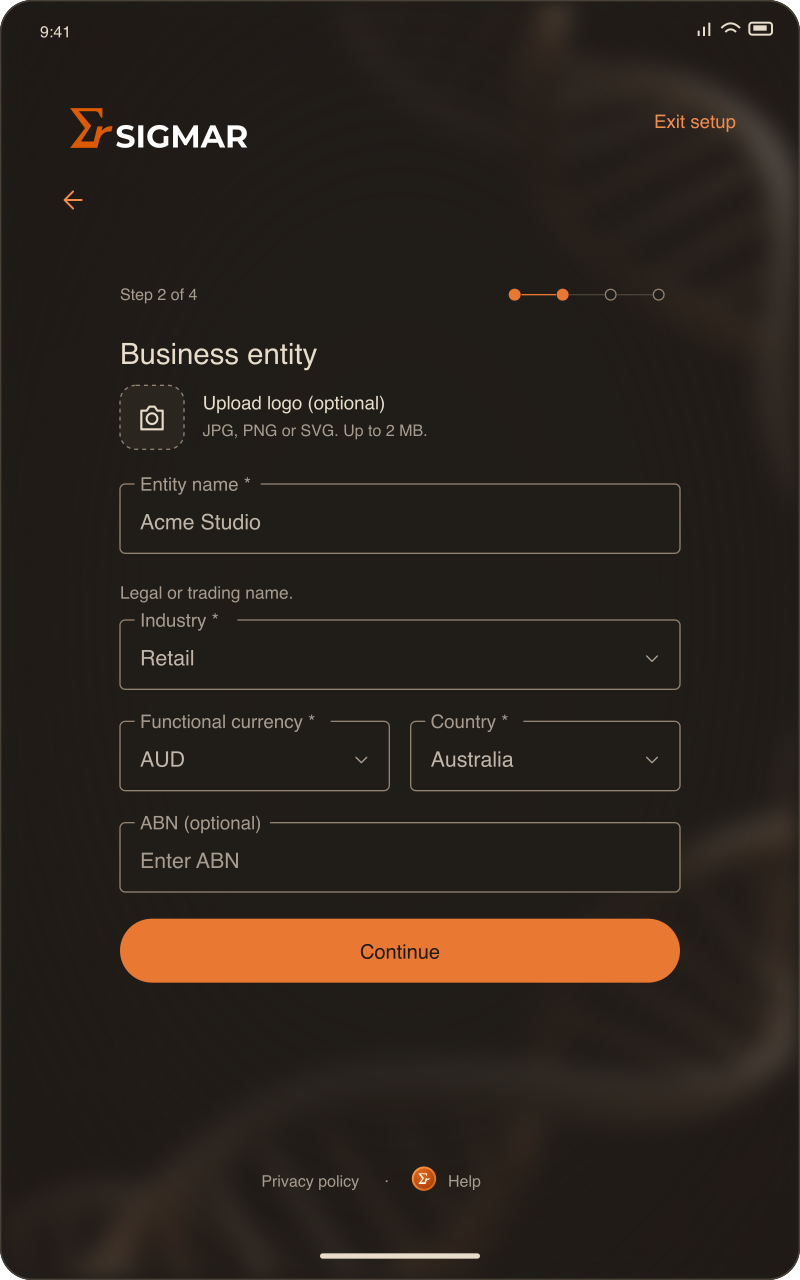 9:41
Σr SIGMAR
Exit setup
Step 2 of 4
Business entity
Upload logo (optional)
JPG, PNG or SVG. Up to 2 MB.
Entity name *
Acme Studio
Legal or trading name.
Industry *
Retail
Functional currency * Country *
AUD Australia
ABN (optional)
Enter ABN
Continue
Privacy policy · Σr Help